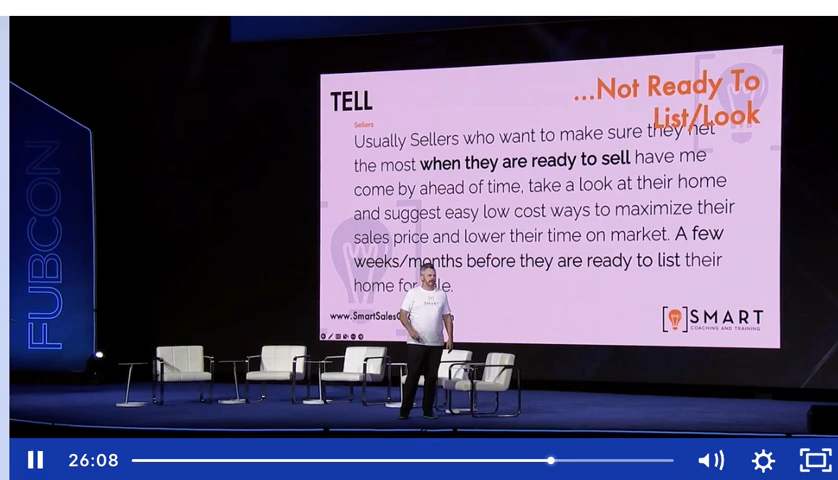 FUBCON
TELL
...Not Ready To
List/Look
Sellers
Usually Sellers who want to make sure they net
the most when they are ready to sell have me
come by ahead of time, take a look at their home
and suggest easy low cost ways to maximize their
sales price and lower their time on market. A few
weeks/months before they are ready to list their
home for
SMART
COACHING AND TRAINING
SMART
26:08